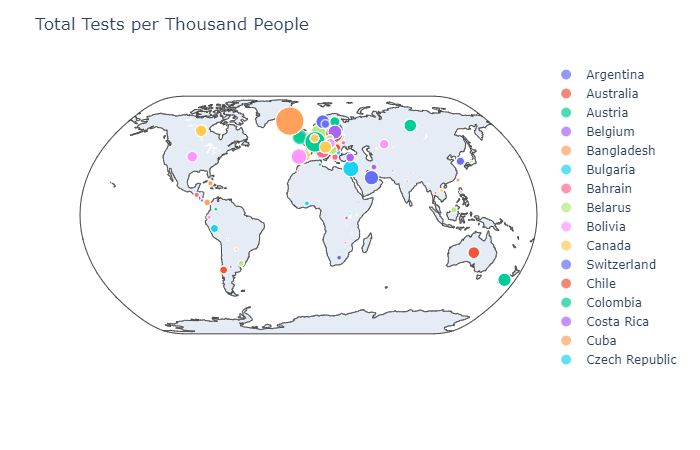 Total Tests per Thousand People
Argentina
Australia
Austria
Belgium
Bangladesh
Bulgaria
Bahrain
Belarus
Bolivia
Canada
Switzerland
Chile
Colombia
Costa Rica
Cuba
Czech Republic